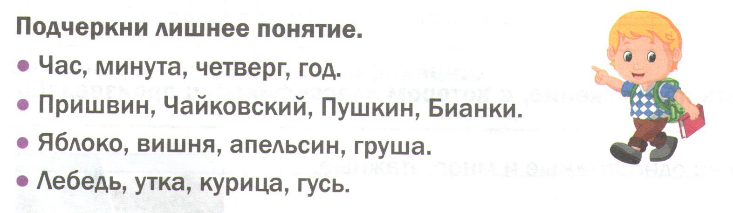 Подчеркни лишнее понятие.
• Час, минута, четверг, год.
• Пришвин, Чайковский, Пушкин, Бианки.
• Яблоко, вишня, апельсин, груша.
• Лебедь, утка, курица, гусь.